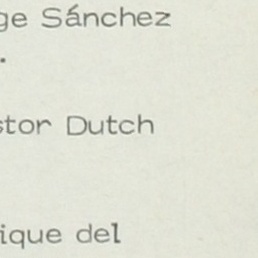 ge Sánchez
.
stor Dutch
ique del